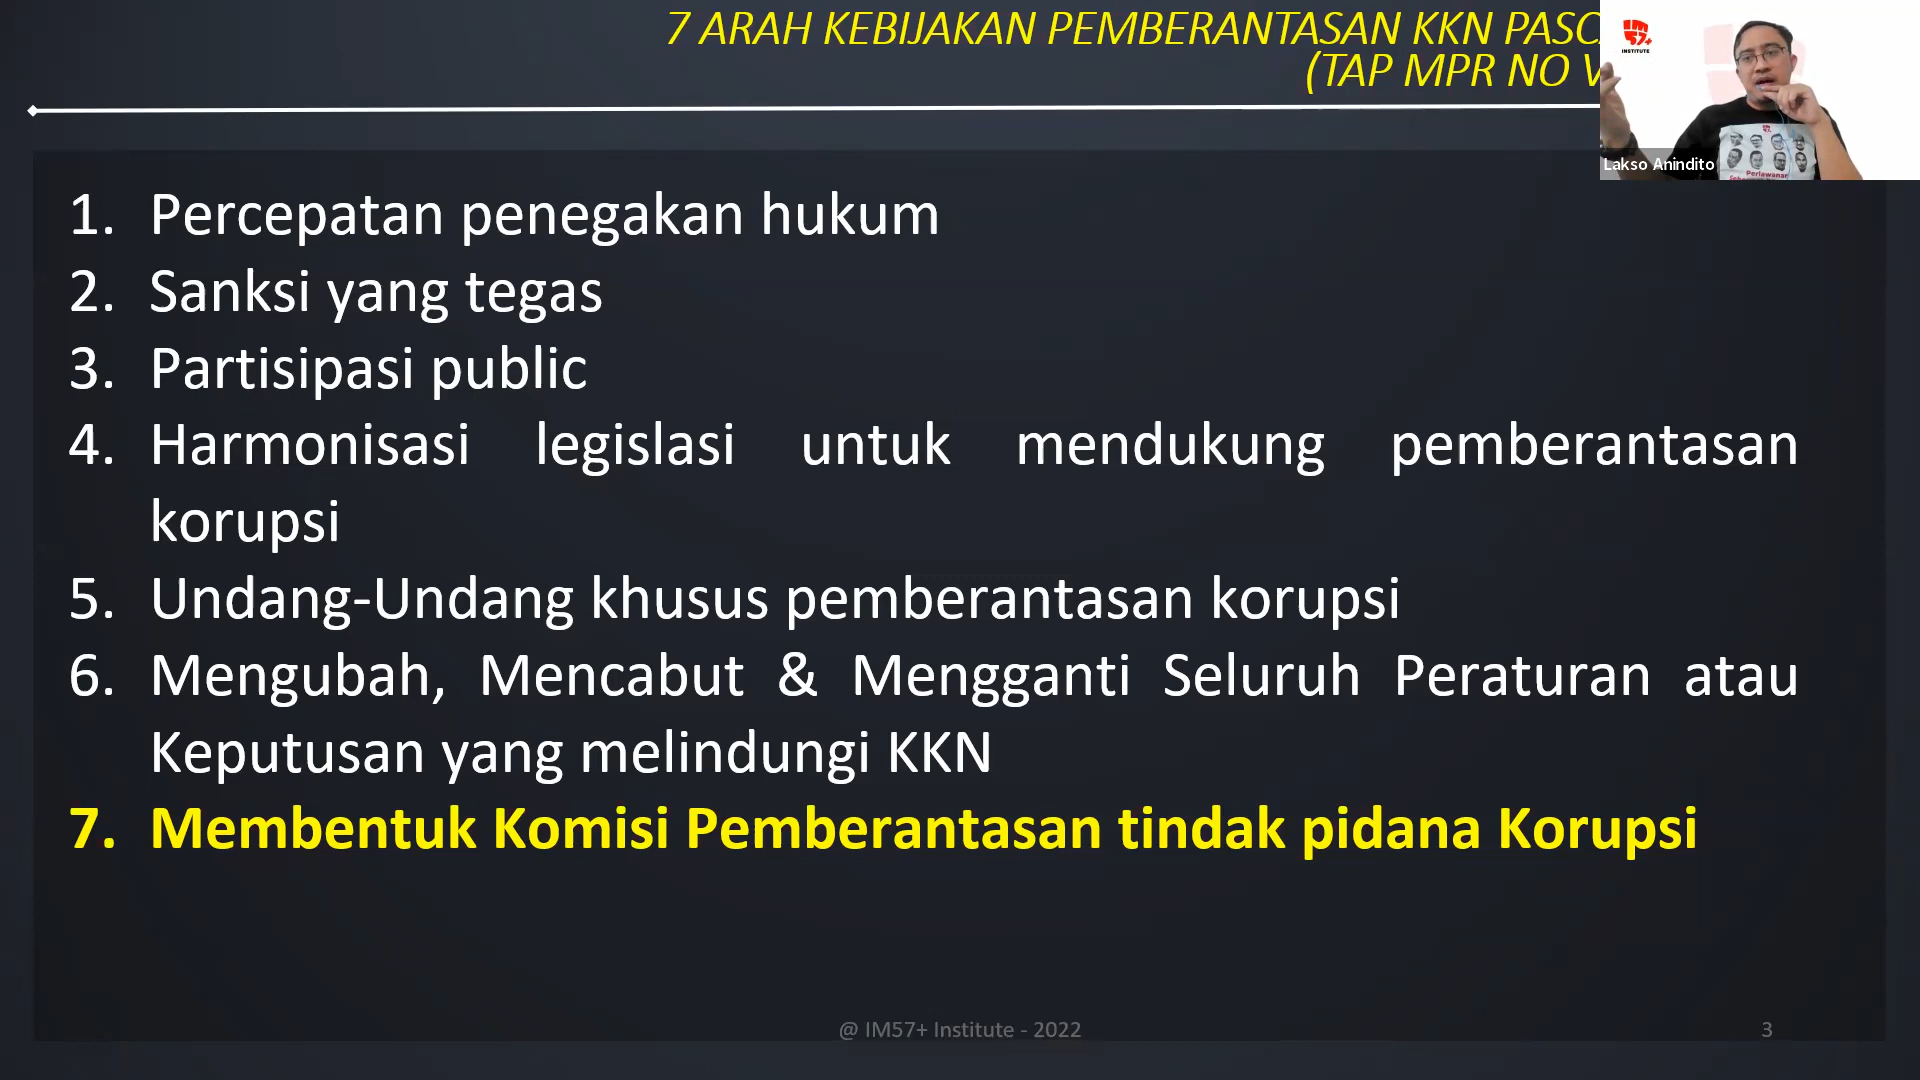 7 ARAH KEBIJAKAN PEMBERANTASAN KKN
(TAP MPR NO
INSTITUTE
Lakso Anindito
Perlawanan
1. Percepatan penegakan hukum
2. Sanksi yang tegas
3. Partisipasi public
4. Harmonisasi legislasi untuk mendukung pemberantasan
korupsi
5. Undang-Undang khusus pemberantasan korupsi
6. Mengubah, Mencabut & Mengganti Seluruh Peraturan atau
Keputusan yang melindungi KKN
7. Membentuk Komisi Pemberantasan tindak pidana Korupsi
@ IM57+ Institute - 2022
3